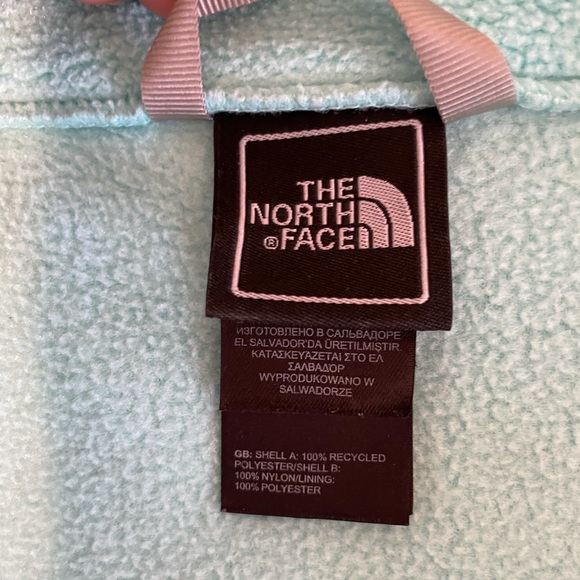 THE
NORTH
® FACE
ИЗГОТОВЛЕНО В САЛЬВАДОРЕ
EL SALVADOR'DA ÜRETILMIŞTIR.
ΚΑΤΑΣΚΕΥΑΖΕΤΑΙ ΣΤΟ ΕΛ
ΣΑΛΒΑΔΟΡ
WYPRODUKOWANO W
SALWADORZE
GB: SHELL A: 100% RECYCLED
POLYESTER/SHELL B:
100% NYLON/LINING:
100% POLYESTER